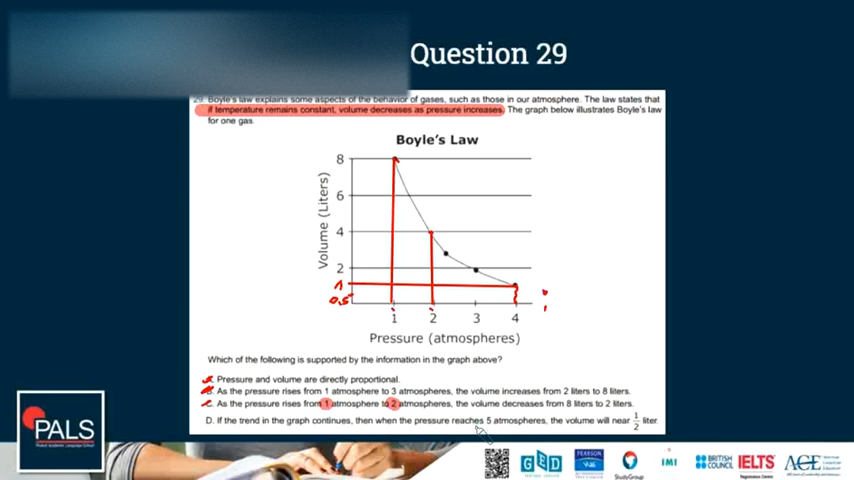 Question 29
29. Boyle's law explains some aspects of the behavior of gases, such as those in our atmosphere. The law states that
if temperature remains constant, volume decreases as pressure increases. The graph below illustrates Boyle's law
for one gas.
Boyle's Law
Volume (Liters)
8
6
4
2
1
0.5
1 2 3 4
Pressure (atmospheres)
Which of the following is supported by the information in the graph above?
Pressure and volume are directly proportional.
B. As the pressure rises from 1 atmosphere to 3 atmospheres, the volume increases from 2 liters to 8 liters.
C. As the pressure rises from 1 atmosphere to 2 atmospheres, the volume decreases from 8 liters to 2 liters.
D. If the trend in the graph continues, then when the pressure reaches 5 atmospheres, the volume will near 1/2 liter.
PALS
GED
PEARSON
VUE
StudyGroup
IMI
BRITISH
COUNCIL
IELTS
ACE